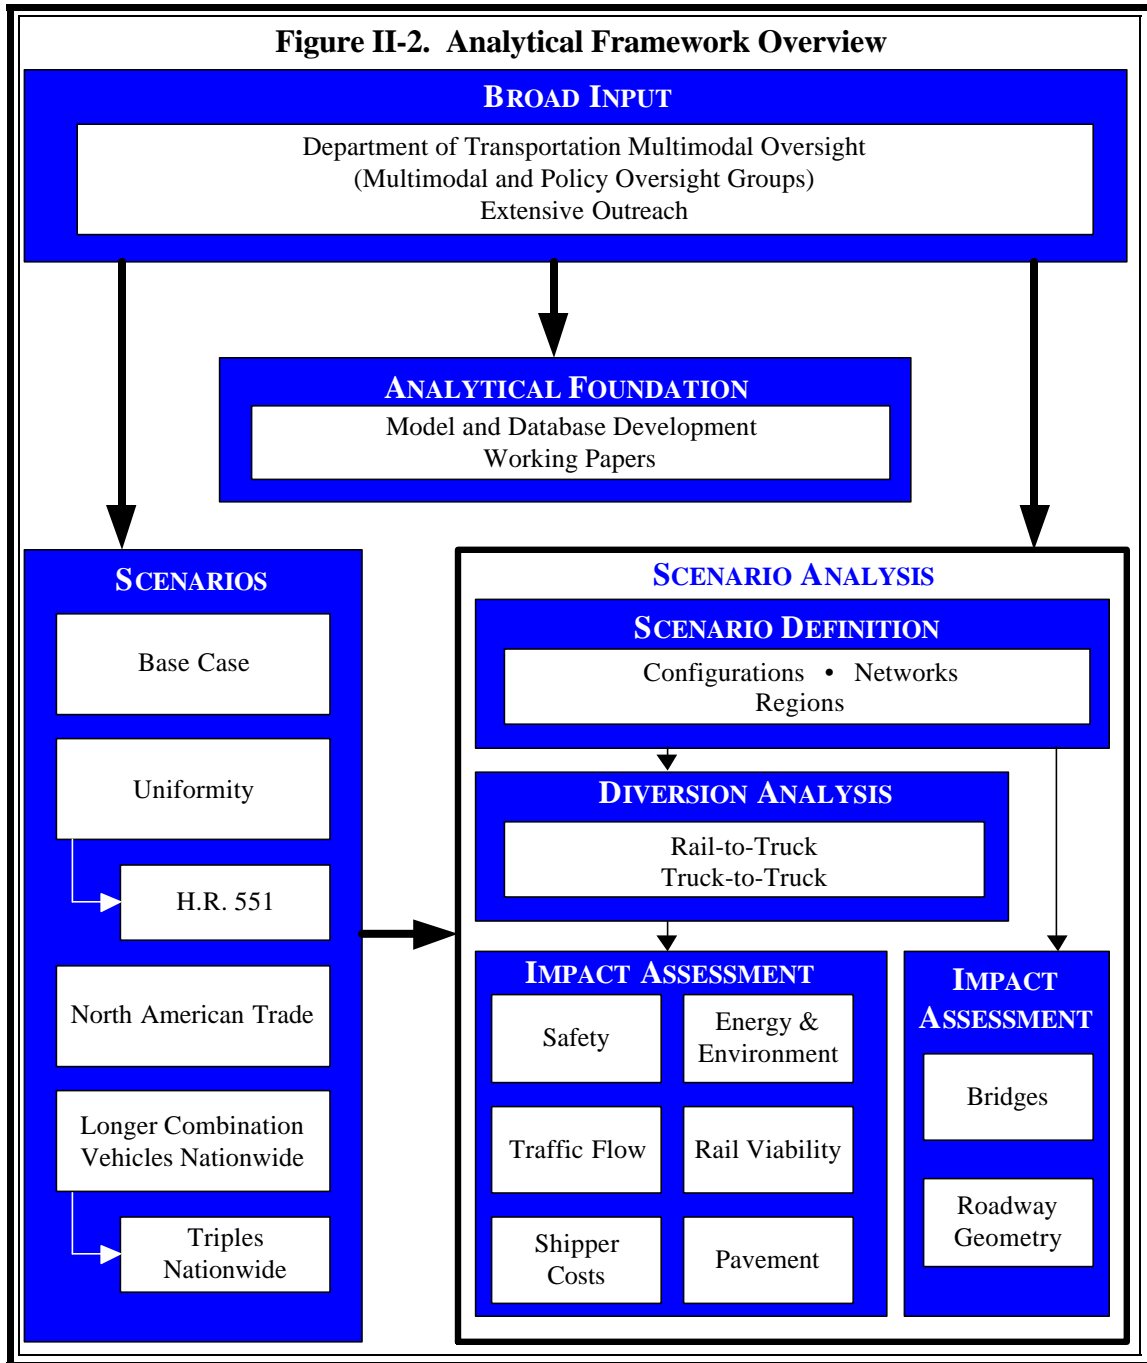 Figure II-2. Analytical Framework Overview
BROAD INPUT
Department of Transportation Multimodal Oversight
(Multimodal and Policy Oversight Groups)
Extensive Outreach
ANALYTICAL FOUNDATION
Model and Database Development
Working Papers
SCENARIOS
Base Case
Uniformity
H.R. 551
North American Trade
Longer Combination
Vehicles Nationwide
Triples
Nationwide
SCENARIO ANALYSIS
SCENARIO DEFINITION
Configurations • Networks
Regions
DIVERSION ANALYSIS
Rail-to-Truck
Truck-to-Truck
IMPACT ASSESSMENT
Safety
Energy &
Environment
Traffic Flow
Rail Viability
Shipper
Costs
Pavement
IMPACT
ASSESSMENT
Bridges
Roadway
Geometry